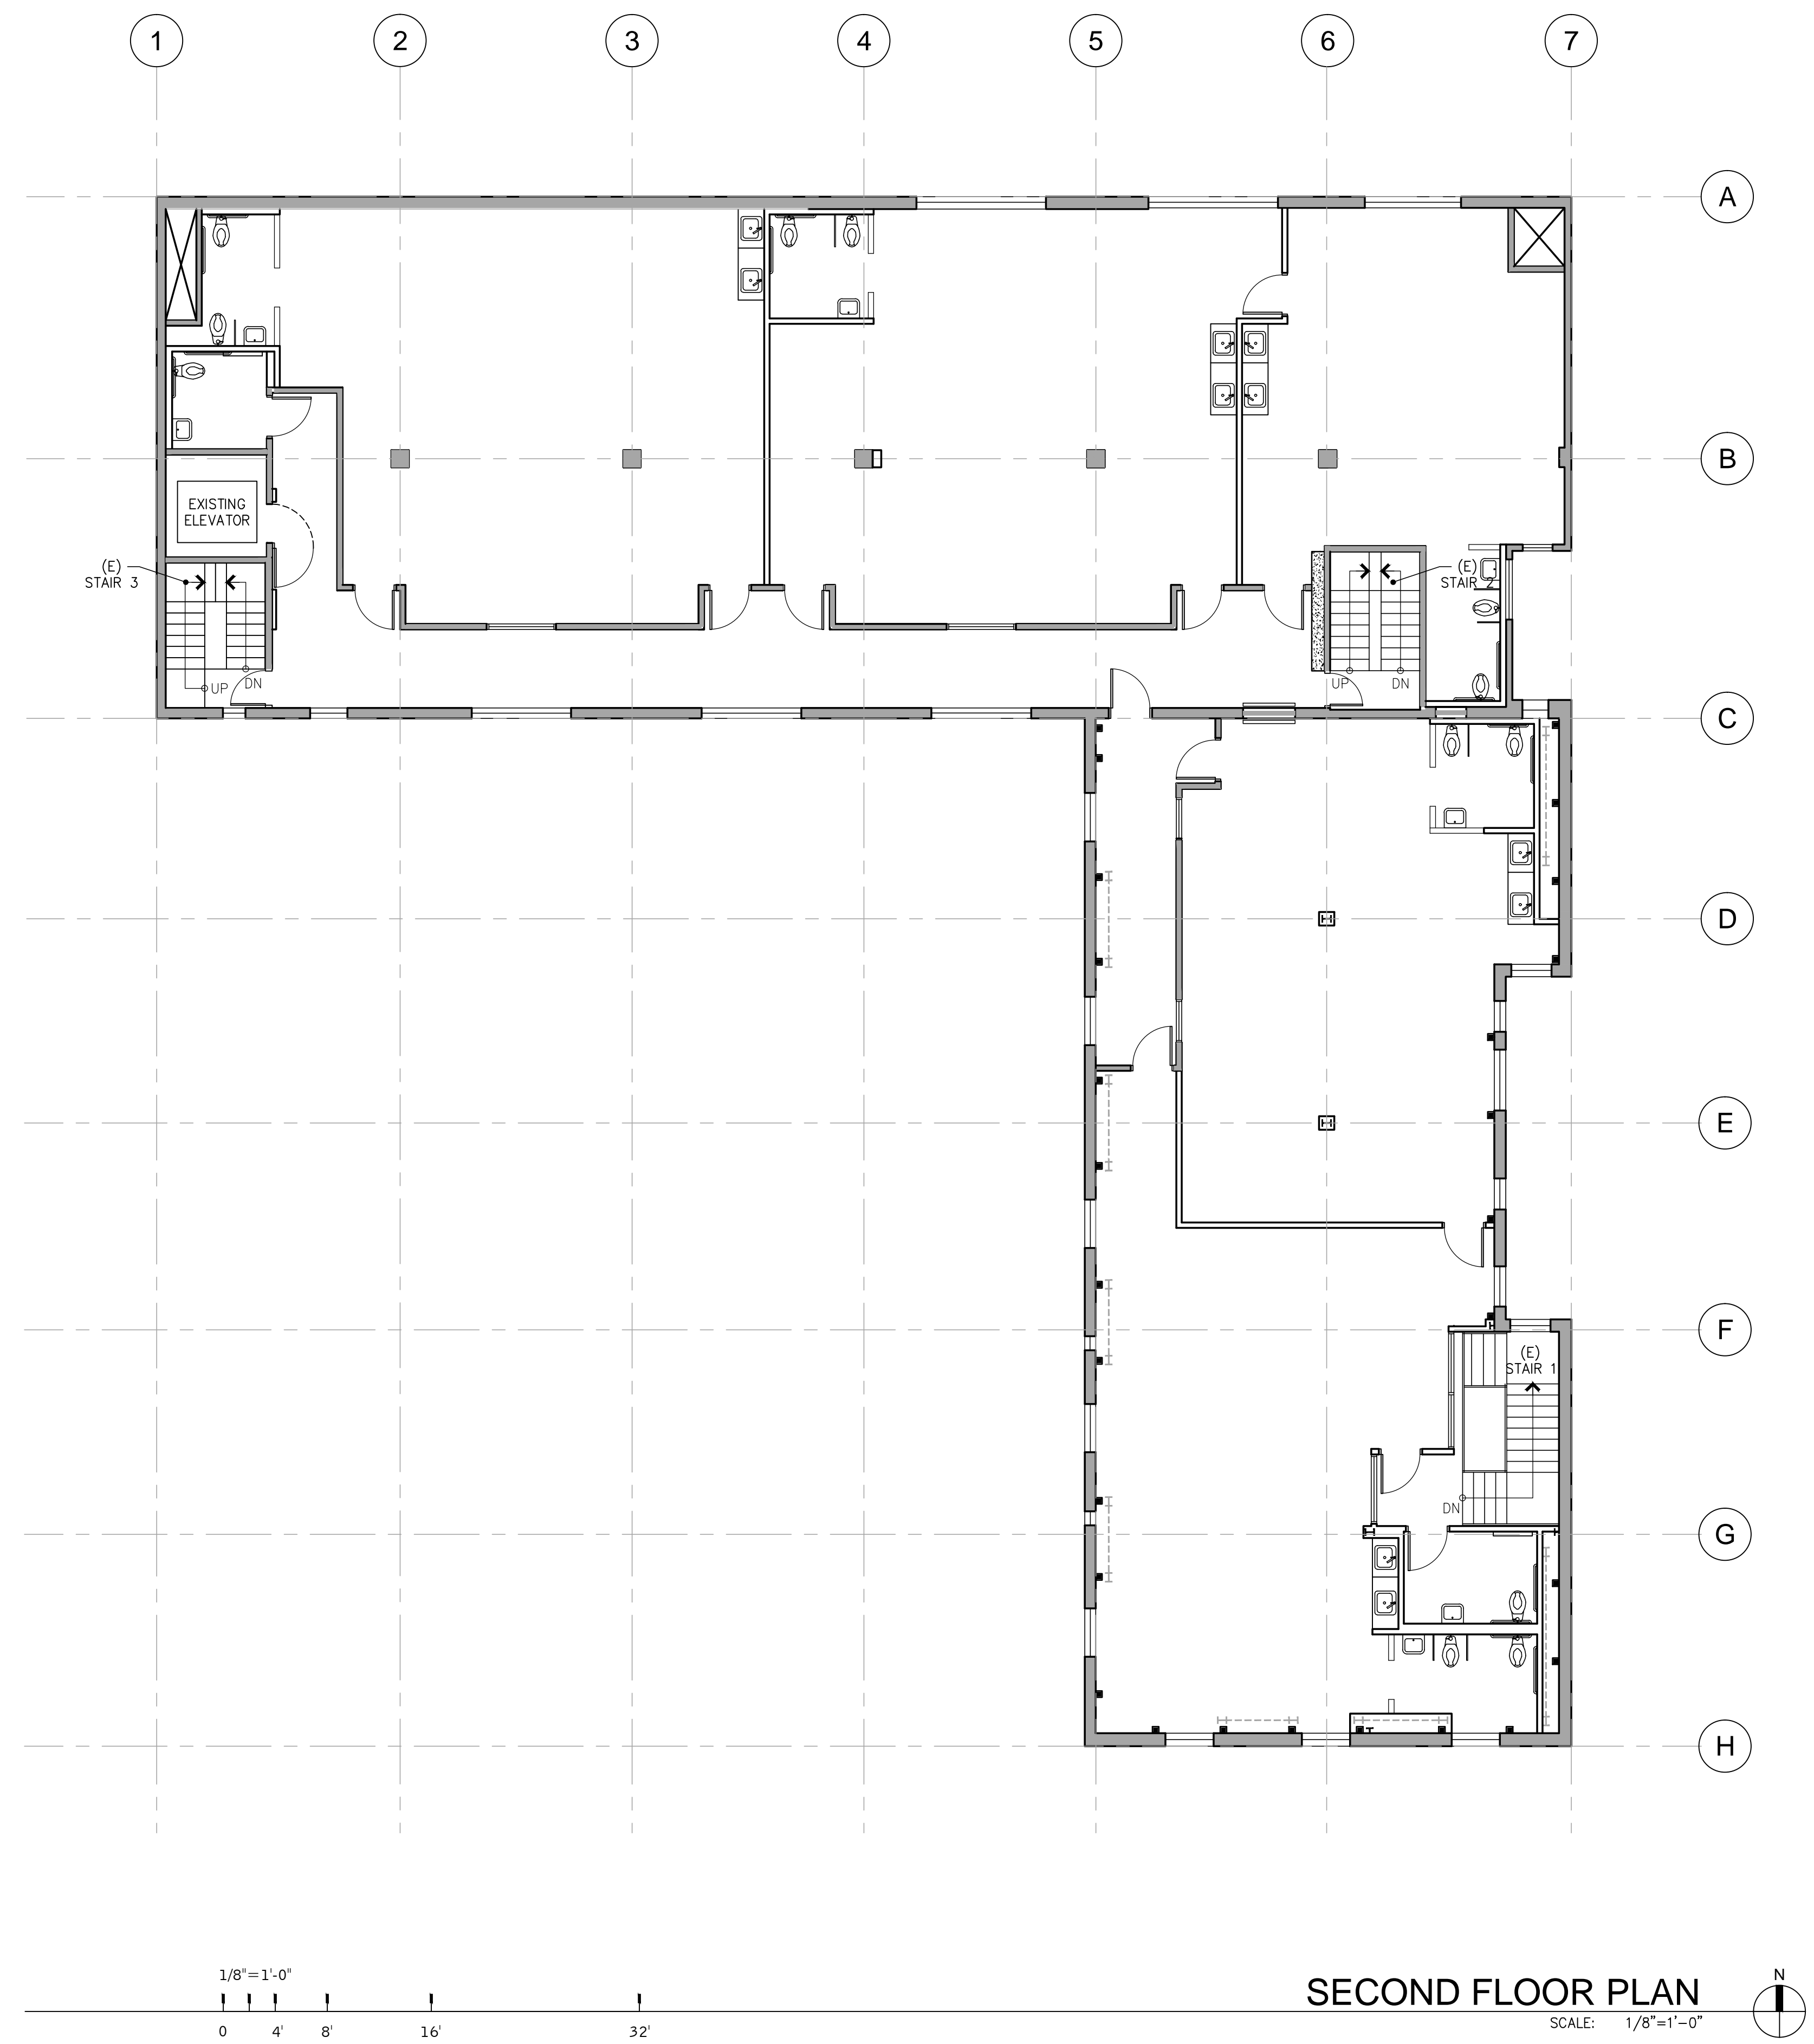 1
2
3
4
5
6
7
A
B
EXISTING
ELEVATOR
(E)
STAIR 3
(E)
STAIR 2
UP
DN
UP
DN
C
D
E
F
(E)
STAIR 1
DN
G
H
1/8"=1'-0"
0
4'
8'
16'
32'
SECOND FLOOR PLAN
SCALE: 1/8"=1'-0"
N